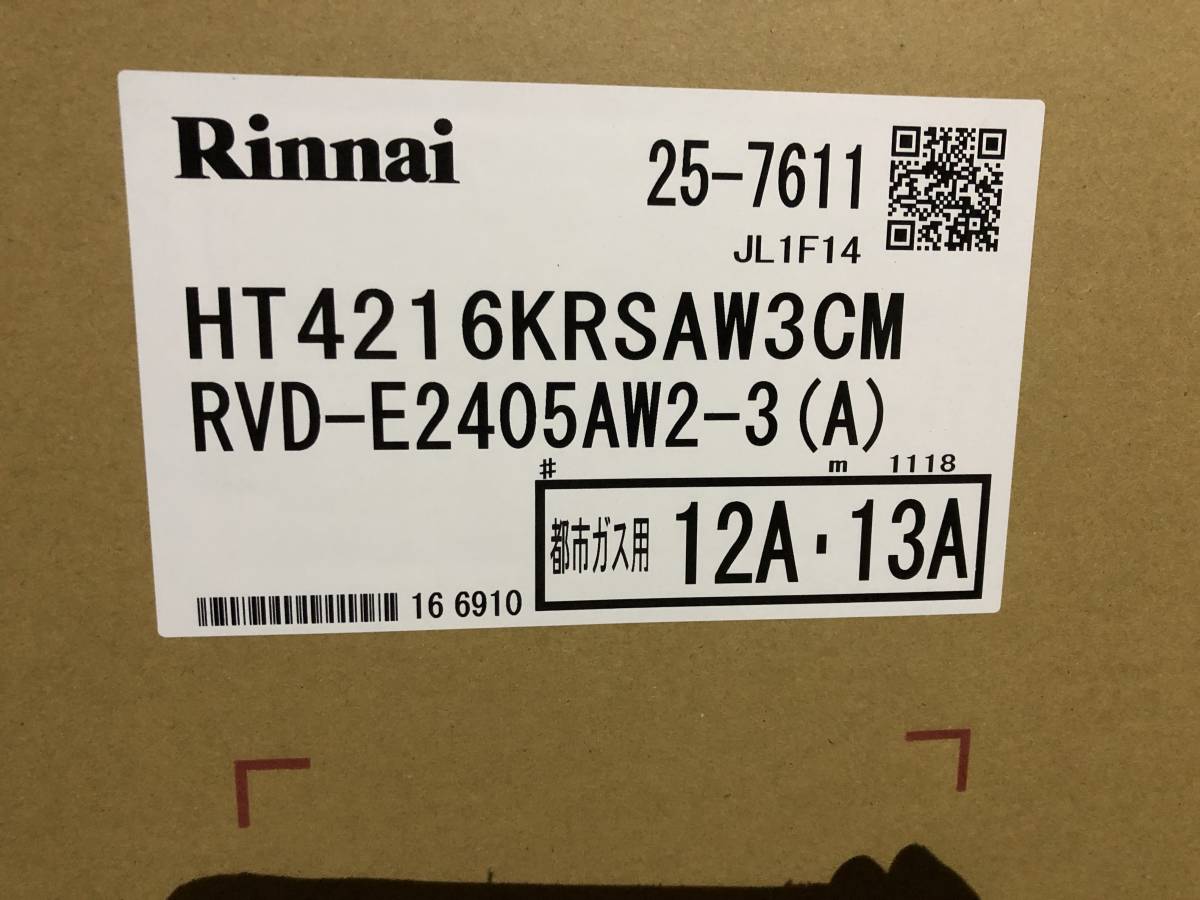 Rinnai
25-7611
JL1F14
HT4216KRSAW3CM
RVD-E2405AW2-3(A)
# m 1118
都市ガス用 12A・13A
16 6910